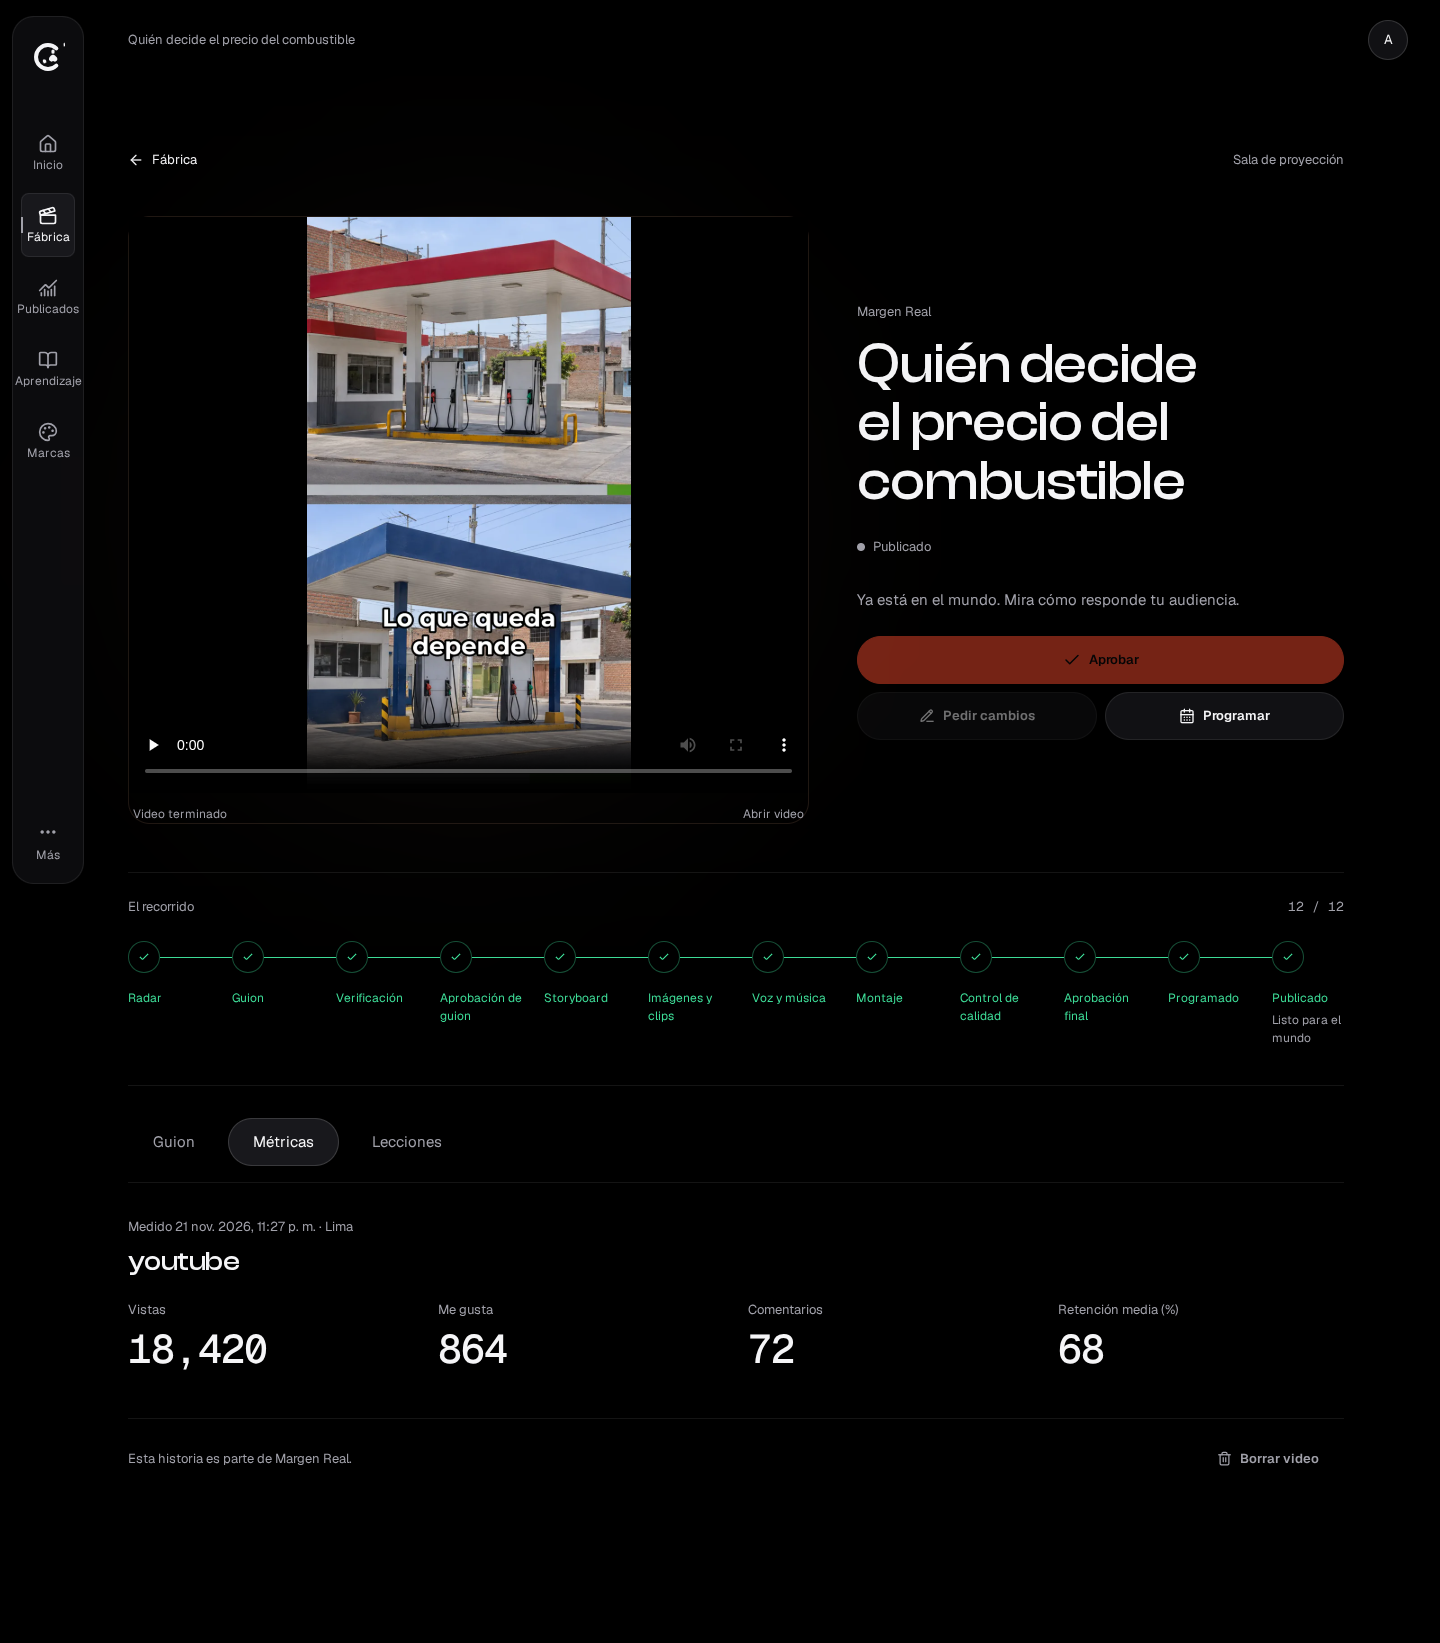 Quién decide el precio del combustible
A
Inicio
Fábrica
Publicados
Aprendizaje
Marcas
Más
Fábrica
Sala de proyección
Lo que queda
depende
0:00
Video terminado
Abrir video
Margen Real
Quién decide
el precio del
combustible
Publicado
Ya está en el mundo. Mira cómo responde tu audiencia.
Aprobar
Pedir cambios
Programar
El recorrido
12 / 12
Radar
Guion
Verificación
Aprobación de
guion
Storyboard
Imágenes y
clips
Voz y música
Montaje
Control de
calidad
Aprobación
final
Programado
Publicado
Listo para el
mundo
Guion
Métricas
Lecciones
Medido 21 nov. 2026, 11:27 p. m. · Lima
youtube
Vistas
18,420
Me gusta
864
Comentarios
72
Retención media (%)
68
Esta historia es parte de Margen Real.
Borrar video